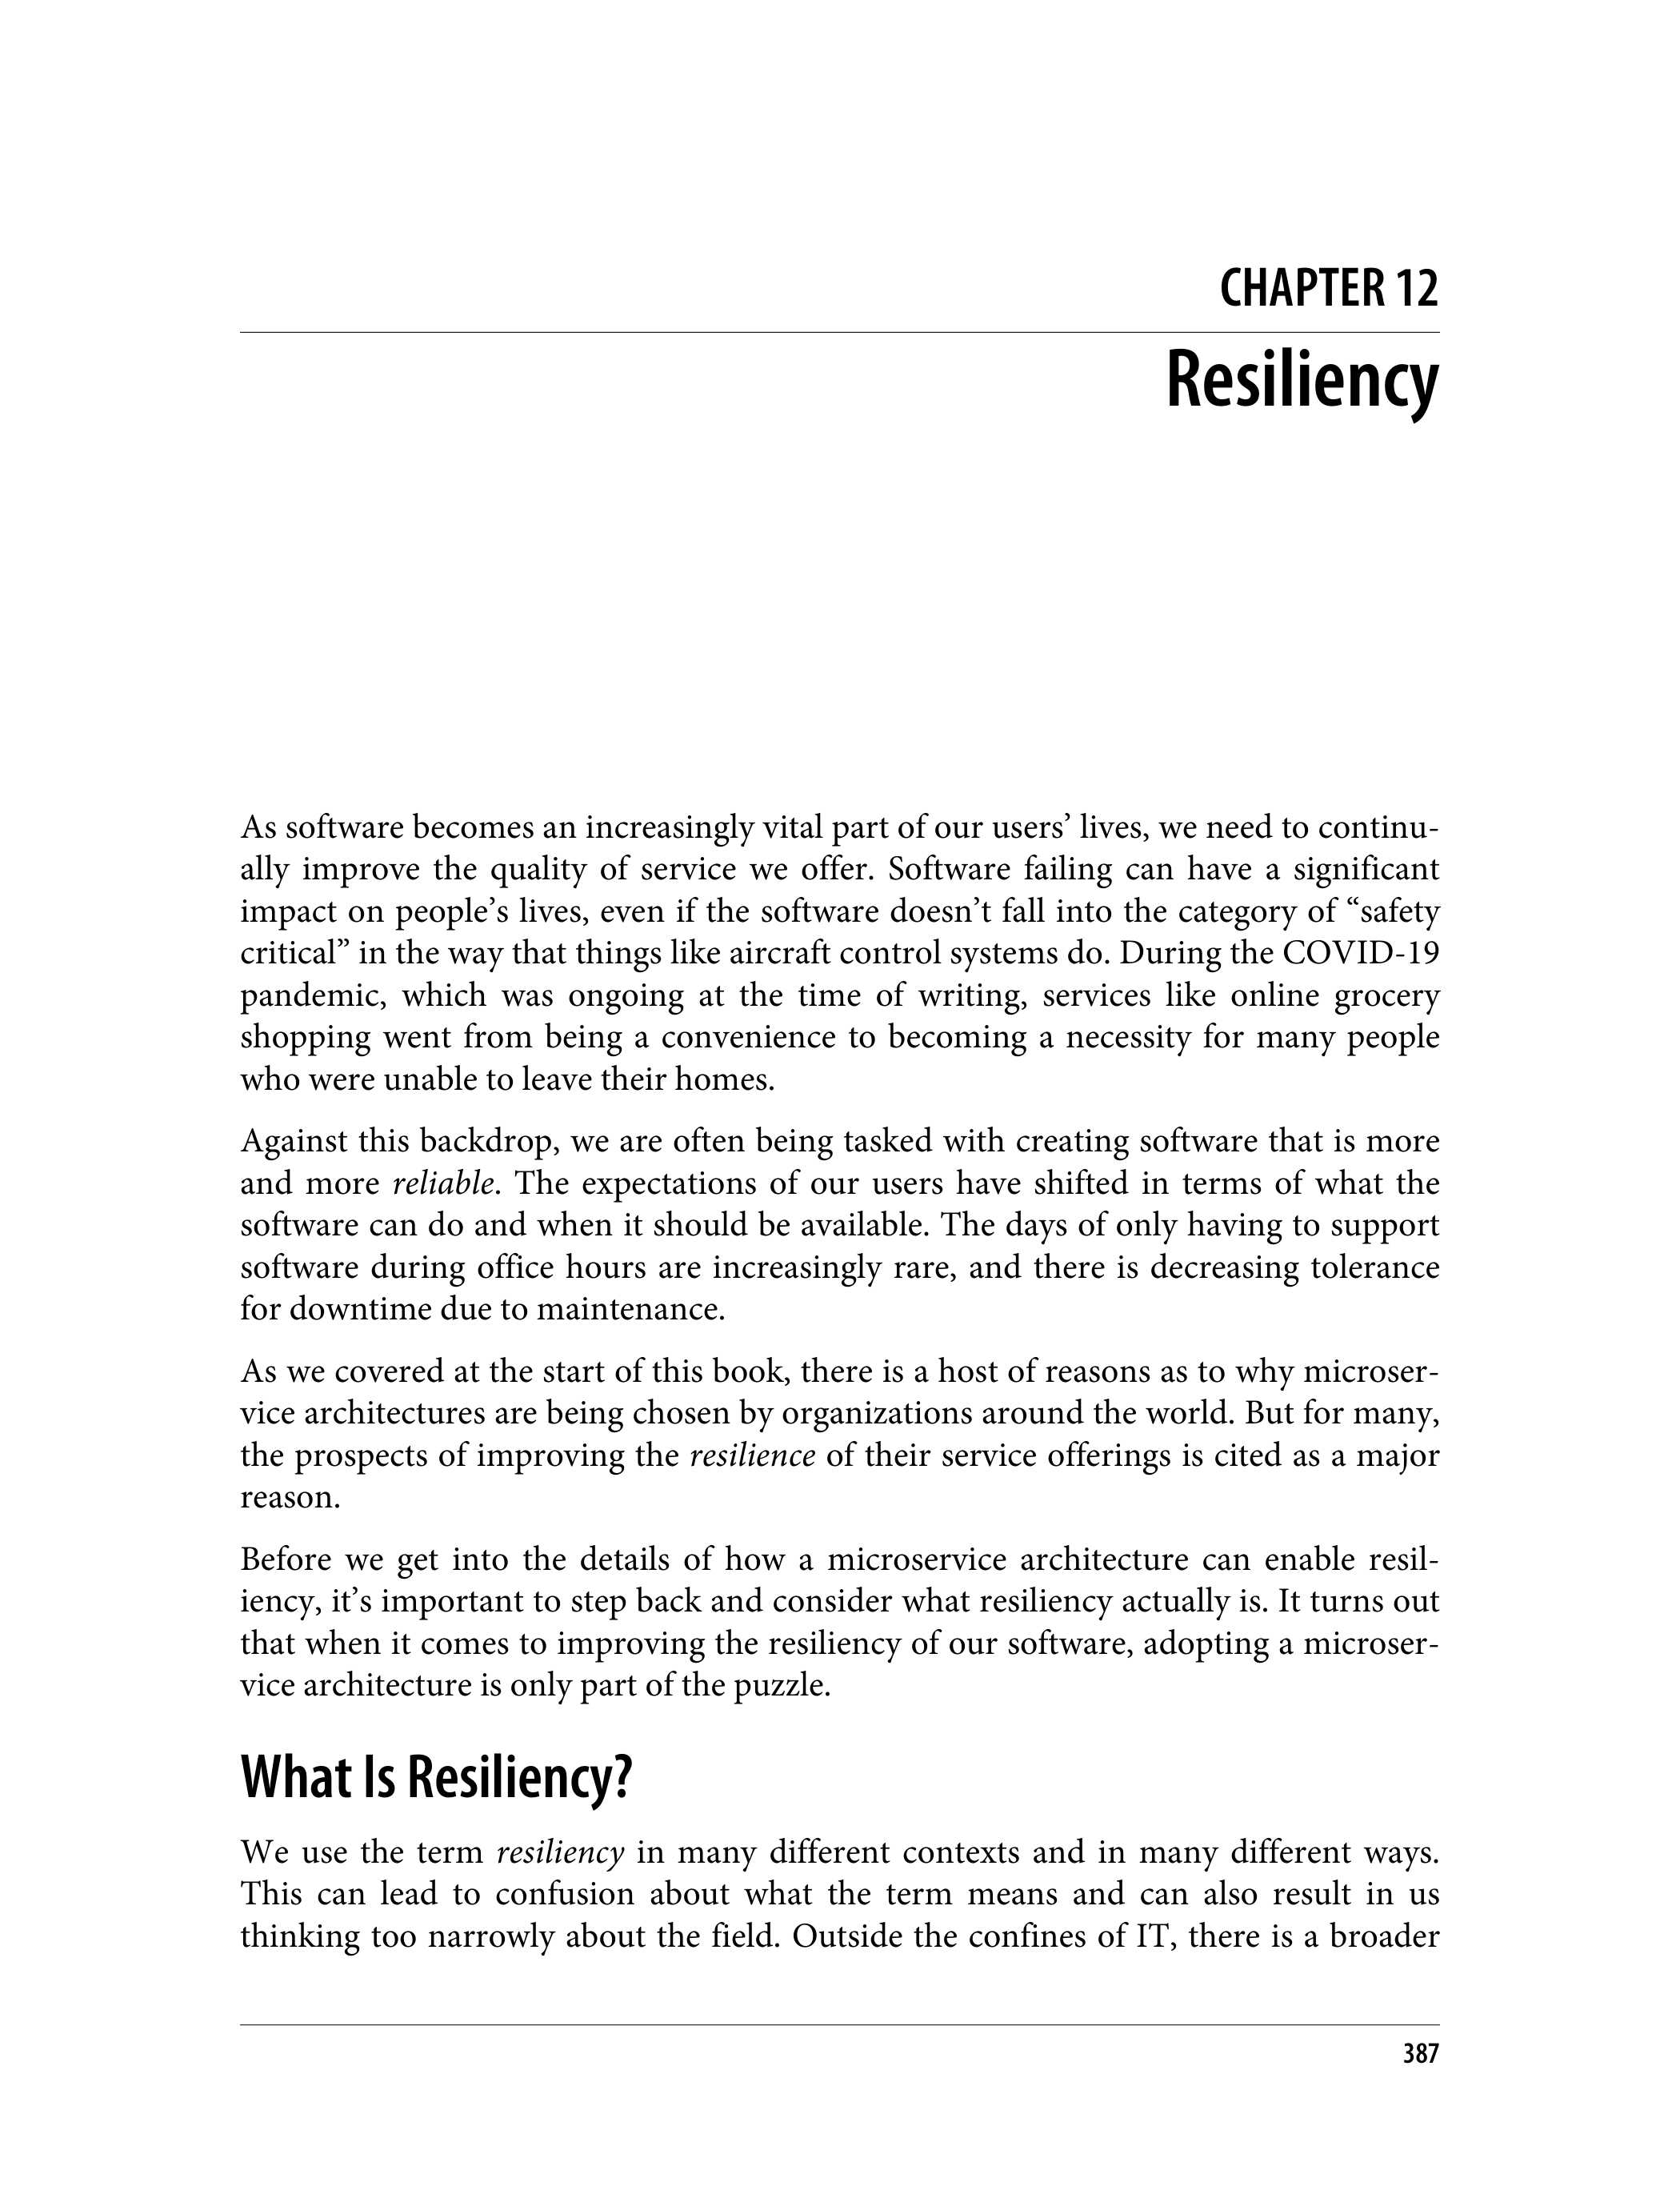 CHAPTER 12
Resiliency
As software becomes an increasingly vital part of our users’ lives, we need to continu-
ally improve the quality of service we offer. Software failing can have a significant
impact on people’s lives, even if the software doesn’t fall into the category of “safety
critical” in the way that things like aircraft control systems do. During the COVID-19
pandemic, which was ongoing at the time of writing, services like online grocery
shopping went from being a convenience to becoming a necessity for many people
who were unable to leave their homes.
Against this backdrop, we are often being tasked with creating software that is more
and more reliable. The expectations of our users have shifted in terms of what the
software can do and when it should be available. The days of only having to support
software during office hours are increasingly rare, and there is decreasing tolerance
for downtime due to maintenance.
As we covered at the start of this book, there is a host of reasons as to why microser-
vice architectures are being chosen by organizations around the world. But for many,
the prospects of improving the resilience of their service offerings is cited as a major
reason.
Before we get into the details of how a microservice architecture can enable resil-
iency, it’s important to step back and consider what resiliency actually is. It turns out
that when it comes to improving the resiliency of our software, adopting a microser-
vice architecture is only part of the puzzle.
What Is Resiliency?
We use the term resiliency in many different contexts and in many different ways.
This can lead to confusion about what the term means and can also result in us
thinking too narrowly about the field. Outside the confines of IT, there is a broader
387